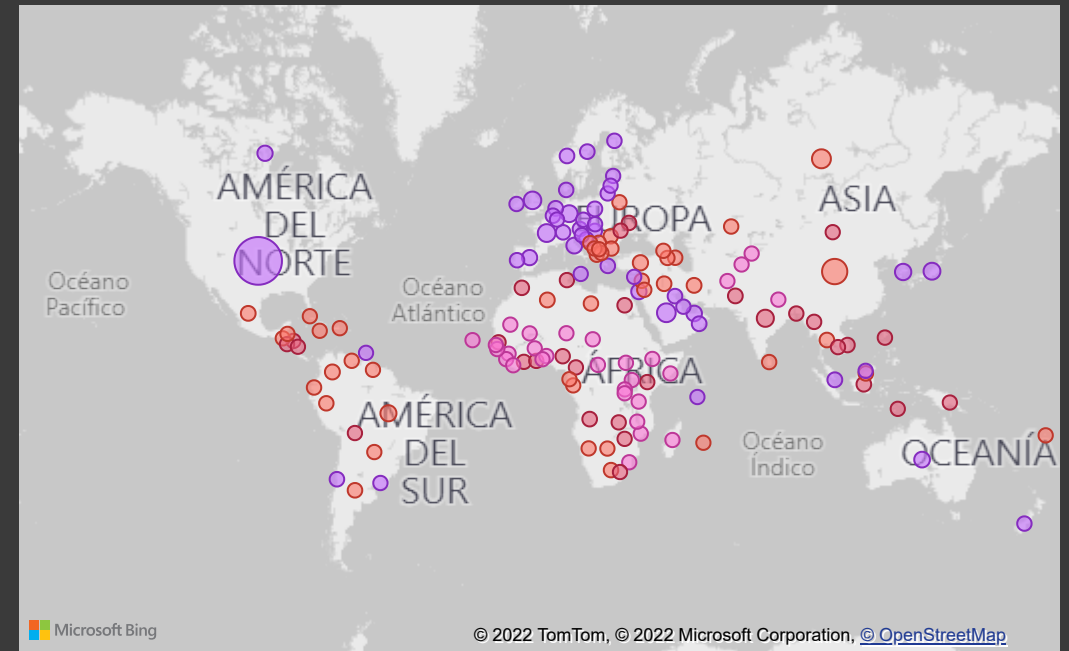 AMÉRICA
DEL
NORTE
EUROPA
ASIA
Océano
Pacífico
Océano
Atlántico
ÁFRICA
AMÉRICA
DEL
SUR
Océano
Índico
OCEANÍA
Microsoft Bing
© 2022 TomTom, © 2022 Microsoft Corporation, © OpenStreetMap